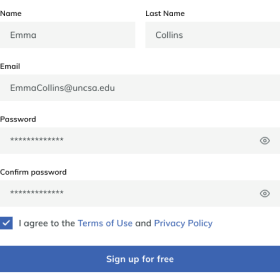 Name Last Name
Emma Collins
Email
EmmaCollins@uncsa.edu
Password
*************
Confirm password
*************
I agree to the Terms of Use and Privacy Policy
Sign up for free